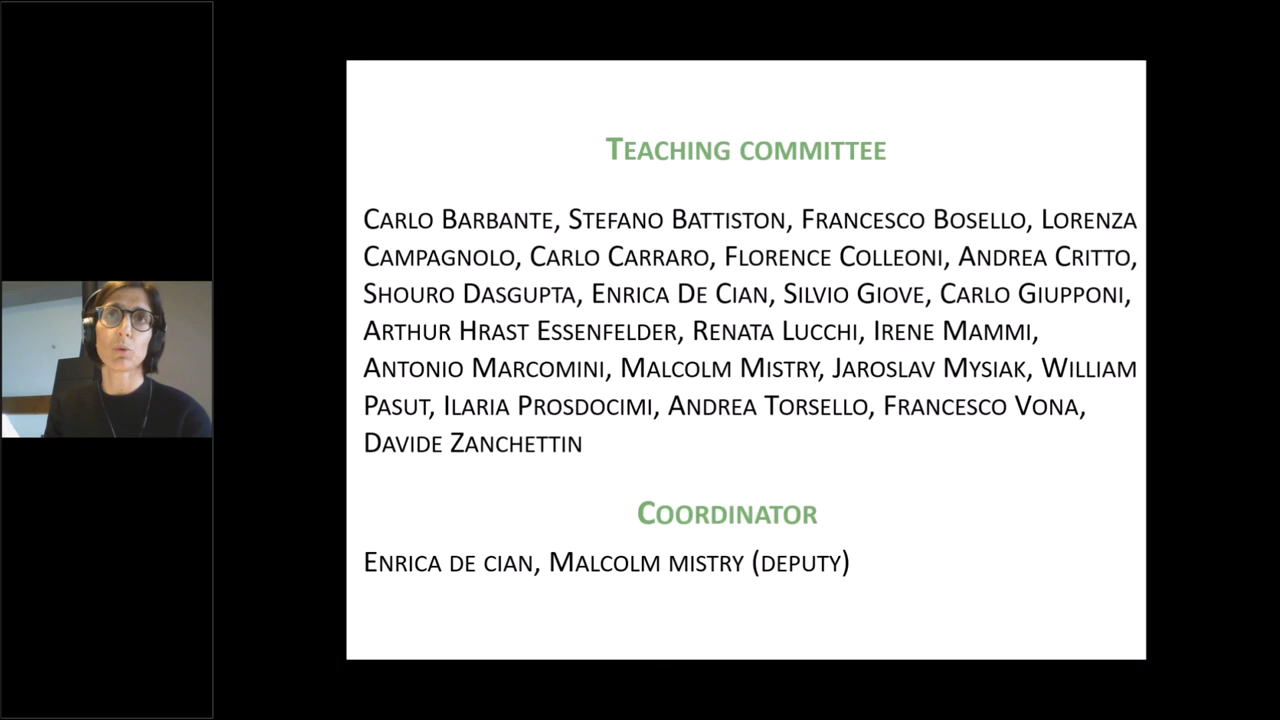 TEACHING COMMITTEE
CARLO BARBANTE, STEFANO BATTISTON, FRANCESCO BOSELLO, LORENZA
CAMPAGNOLO, CARLO CARRARO, FLORENCE COLLEONI, ANDREA CRITTO,
SHOURO DASGUPTA, ENRICA DE CIAN, SILVIO GIOVE, CARLO GIUPPONI,
ARTHUR HRAST ESSENFELDER, RENATA LUCCHI, IRENE MAMMI,
ANTONIO MARCOMINI, MALCOLM MISTRY, JAROSLAV MYSIAK, WILLIAM
PASUT, ILARIA PROSDOCIMI, ANDREA TORSELLO, FRANCESCO VONA,
DAVIDE ZANCHETTIN
COORDINATOR
ENRICA DE CIAN, MALCOLM MISTRY (DEPUTY)